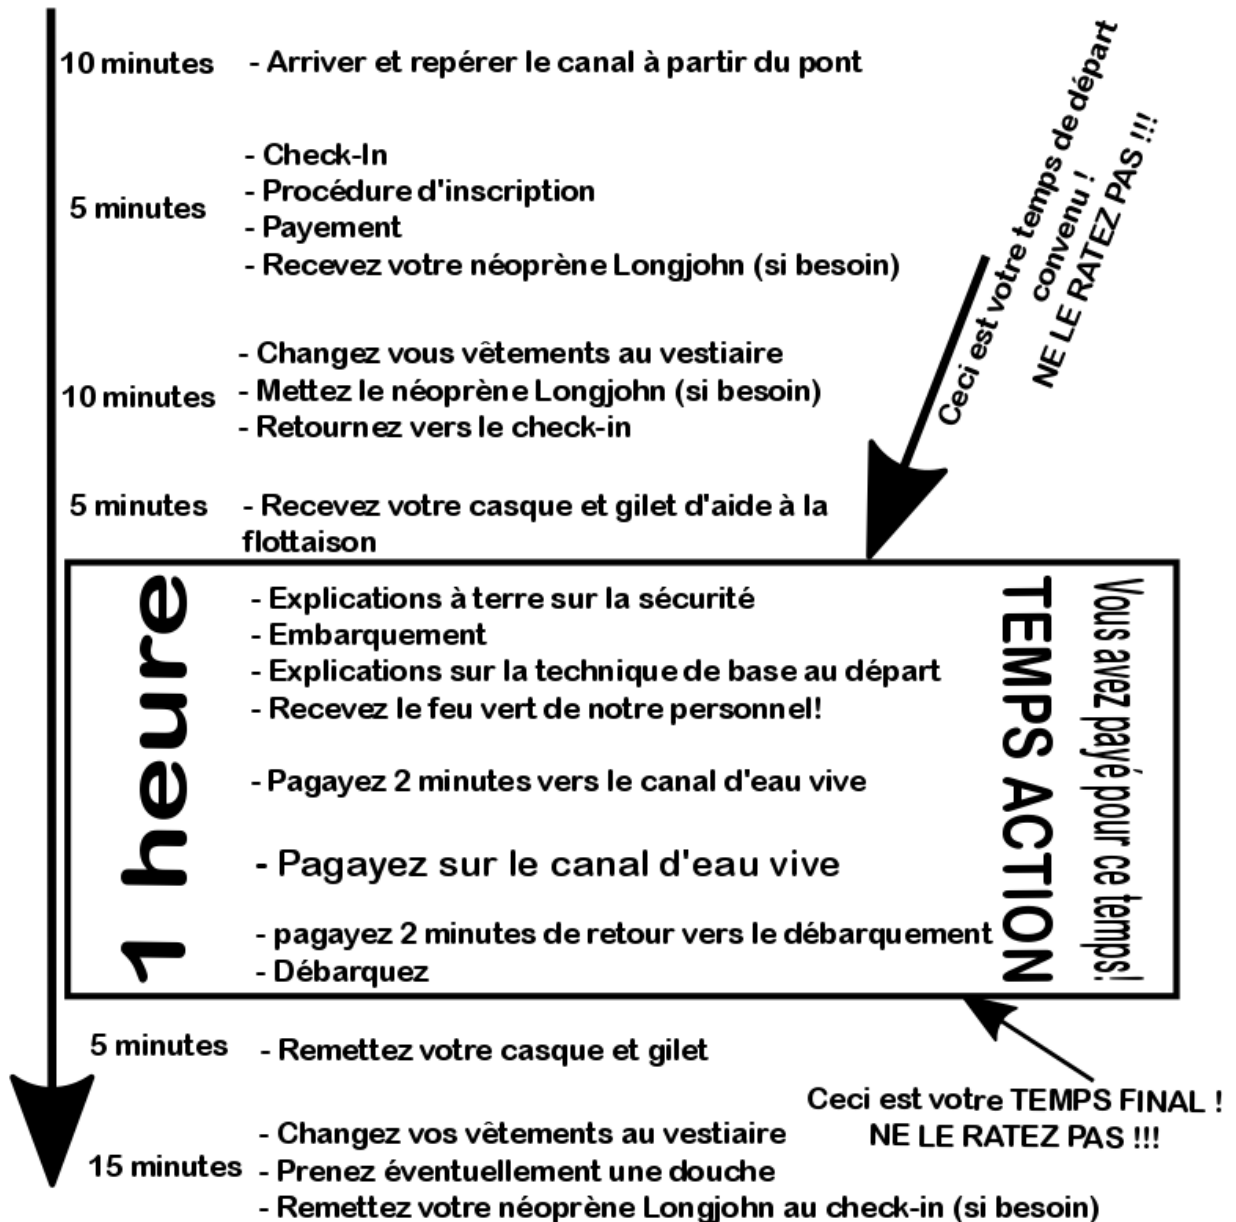 10 minutes - Arriver et repérer le canal à partir du pont
Ceci est votre temps de départ
convenu !
NE LE RATEZ PAS !!!
5 minutes
- Check-In
- Procédure d'inscription
- Payement
- Recevez votre néoprène Longjohn (si besoin)
10 minutes
- Changez vous vêtements au vestiaire
- Mettez le néoprène Longjohn (si besoin)
- Retournez vers le check-in
5 minutes - Recevez votre casque et gilet d'aide à la
flottaison
1 heure
- Explications à terre sur la sécurité
- Embarquement
- Explications sur la technique de base au départ
- Recevez le feu vert de notre personnel!
- Pagayez 2 minutes vers le canal d'eau vive
- Pagayez sur le canal d'eau vive
- pagayez 2 minutes de retour vers le débarquement
- Débarquez
TEMPS ACTION
Vous avez payé pour ce temps!
5 minutes - Remettez votre casque et gilet
Ceci est votre TEMPS FINAL !
NE LE RATEZ PAS !!!
15 minutes
- Changez vos vêtements au vestiaire
- Prenez éventuellement une douche
- Remettez votre néoprène Longjohn au check-in (si besoin)